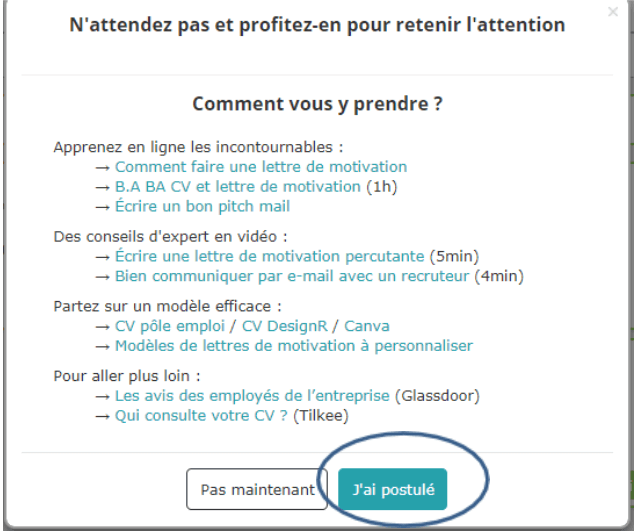 N'attendez pas et profitez-en pour retenir l'attention
×
Comment vous y prendre ?
Apprenez en ligne les incontournables :
→ Comment faire une lettre de motivation
→ B.A BA CV et lettre de motivation (1h)
→ Écrire un bon pitch mail
Des conseils d'expert en vidéo :
→ Écrire une lettre de motivation percutante (5min)
→ Bien communiquer par e-mail avec un recruteur (4min)
Partez sur un modèle efficace :
→ CV pôle emploi / CV DesignR / Canva
→ Modèles de lettres de motivation à personnaliser
Pour aller plus loin :
→ Les avis des employés de l’entreprise (Glassdoor)
→ Qui consulte votre CV ? (Tilkee)
Pas maintenant J'ai postulé